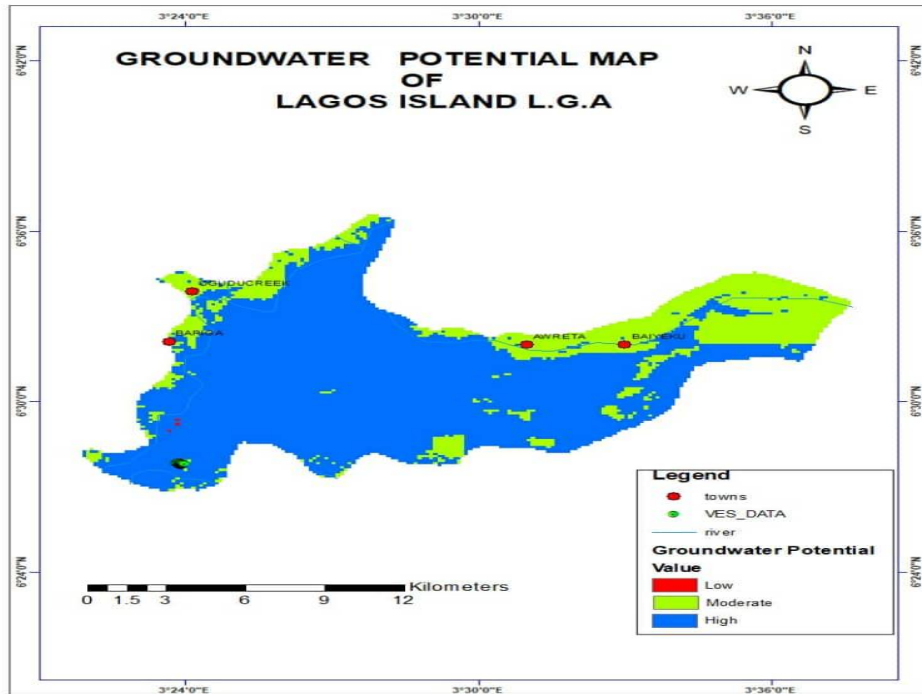 3°24'0"E 3°30'0"E 3°36'0"E
GROUNDWATER POTENTIAL MAP
OF
LAGOS ISLAND L.G.A
N
W E
S
6°42'0"N 6°42'0"N
6°36'0"N 6°36'0"N
BARIGA
AWRETA
BAIYEKU
6°30'0"N 6°30'0"N
Legend
towns
VES_DATA
river
Groundwater Potential
Value
Low
Moderate
High
6°24'0"N 6°24'0"N
Kilometers
0 1.5 3 6 9 12
3°24'0"E 3°30'0"E 3°36'0"E